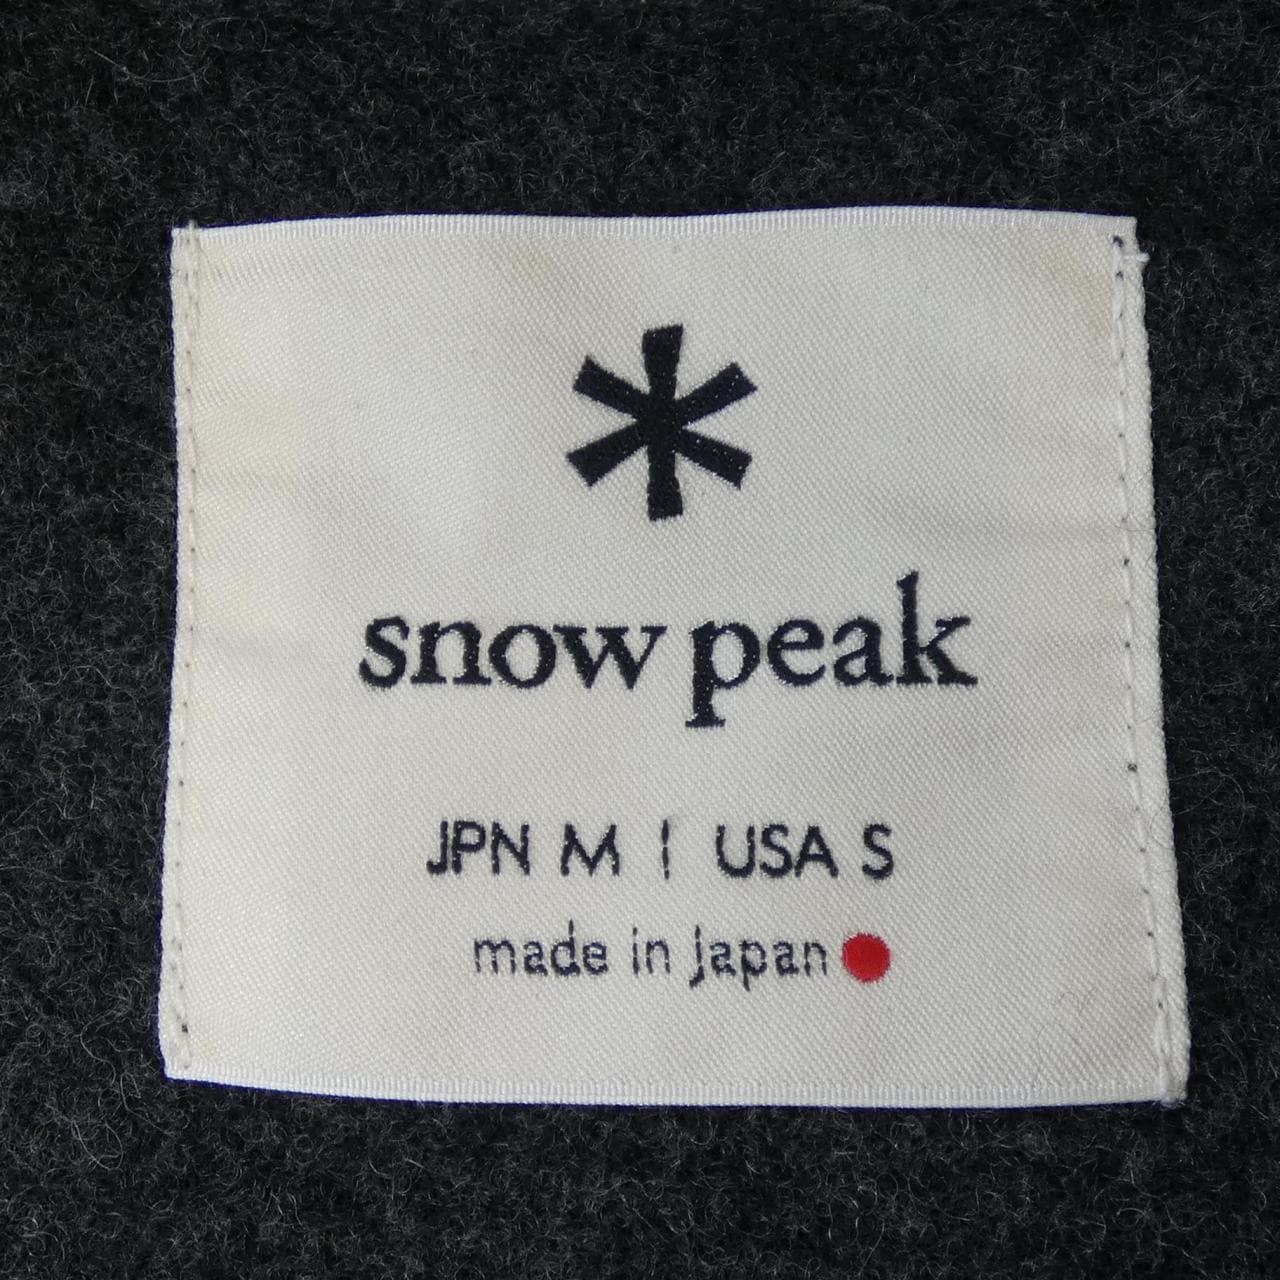 snow peak
JPN M | USA S
made in Japan